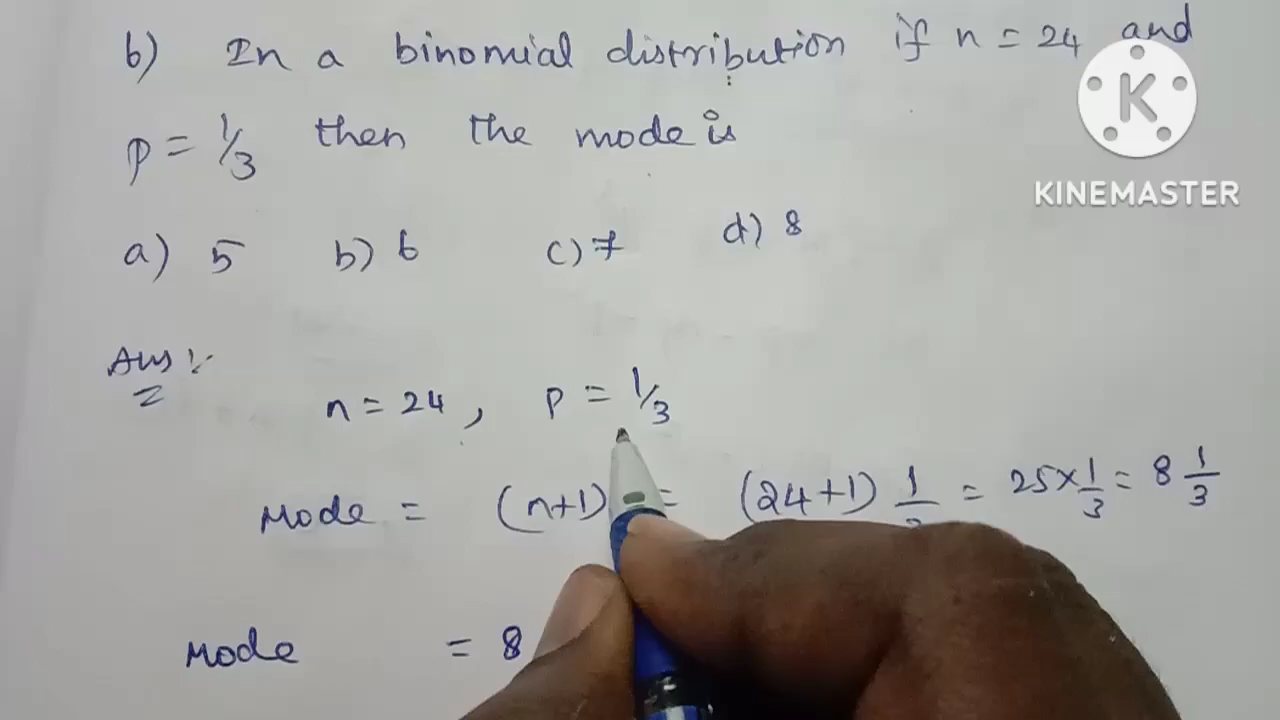 b) In a binomial distribution if n = 24 and
p = 1/3 then the mode is
a) 5 b) 6 c) 7 d) 8
Ans :-
n = 24 , p = 1/3
Mode = (n+1) = (24+1) 1/ = 25 × 1/3 = 8 1/3
Mode = 8
K
KINEMASTER